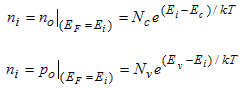 n_i = n_o|_(E_F=E_i) = N_c e^(E_i−E_c)/kT
n_i = p_o|_(E_F=E_i) = N_v e^(E_v−E_i)/kT